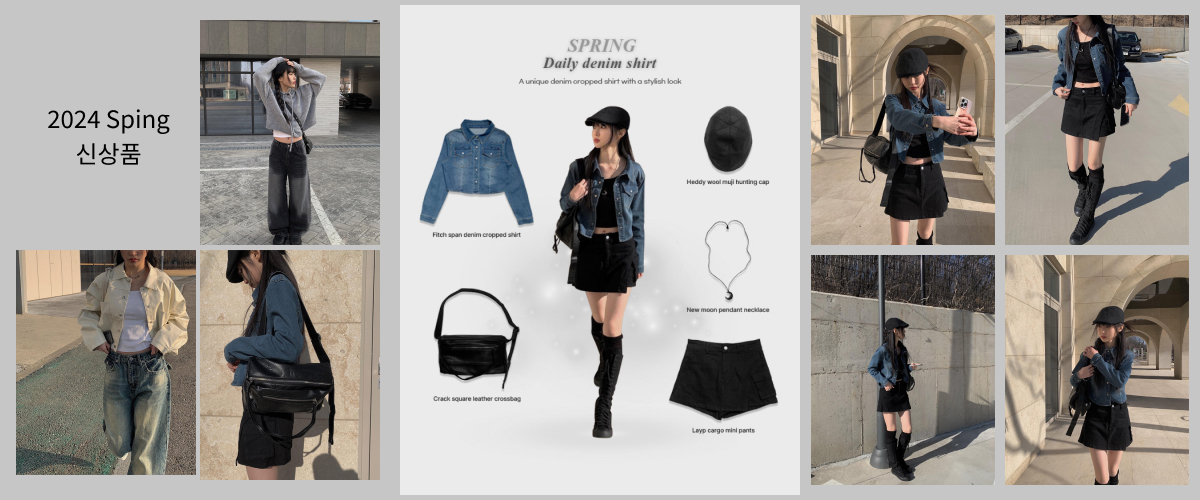 2024 Sping
신상품
SPRING
Daily denim shirt
A unique denim cropped shirt with a stylish look
Fitch span denim cropped shirt
Heddy wool muji hunting cap
New moon pendant necklace
Crack square leather crossbag
Layp cargo mini pants